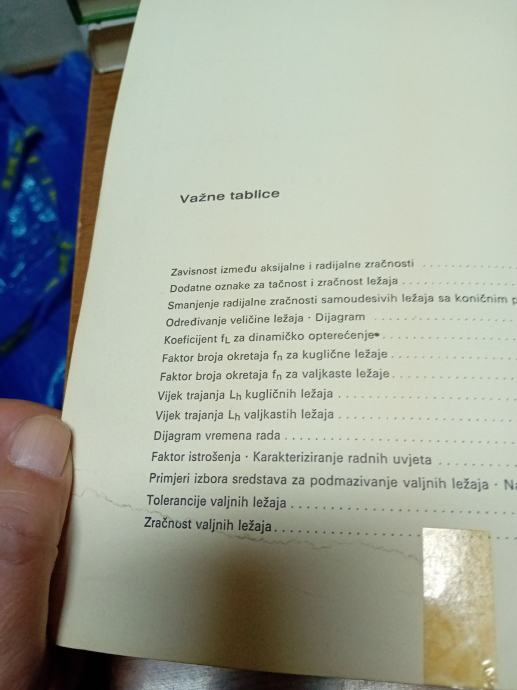 Važne tablice
Zavisnost između aksijalne i radijalne zračnosti . . . . . . . . . . . .
Dodatne oznake za tačnost i zračnost ležaja . . . . . . . . . . . . . . .
Smanjenje radijalne zračnosti samoudesivih ležaja sa koničnim
Određivanje veličine ležaja · Dijagram . . . . . . . . . . . . . . . . . . .
Koeficijent fL za dinamičko opterećenje . . . . . . . . . . . . . . . . . .
Faktor broja okretaja fn za kuglične ležaje . . . . . . . . . . . . . . . .
Faktor broja okretaja fn za valjkaste ležaje . . . . . . . . . . . . . . . .
Vijek trajanja Lh kugličnih ležaja . . . . . . . . . . . . . . . . . . . . . . .
Vijek trajanja Lh valjkastih ležaja . . . . . . . . . . . . . . . . . . . . . .
Dijagram vremena rada . . . . . . . . . . . . . . . . . . . . . . . . . . . . .
Faktor istrošenja · Karakteriziranje radnih uvjeta . . . . . . . . . .
Primjeri izbora sredstava za podmazivanje valjnih ležaja ·
Tolerancije valjnih ležaja . . . . . . . . . . . . . . . . . . . . . . . . . . . .
Zračnost valjnih ležaja . . . . . . . . . . . . . . . . . . . . . . . . . . . . . .